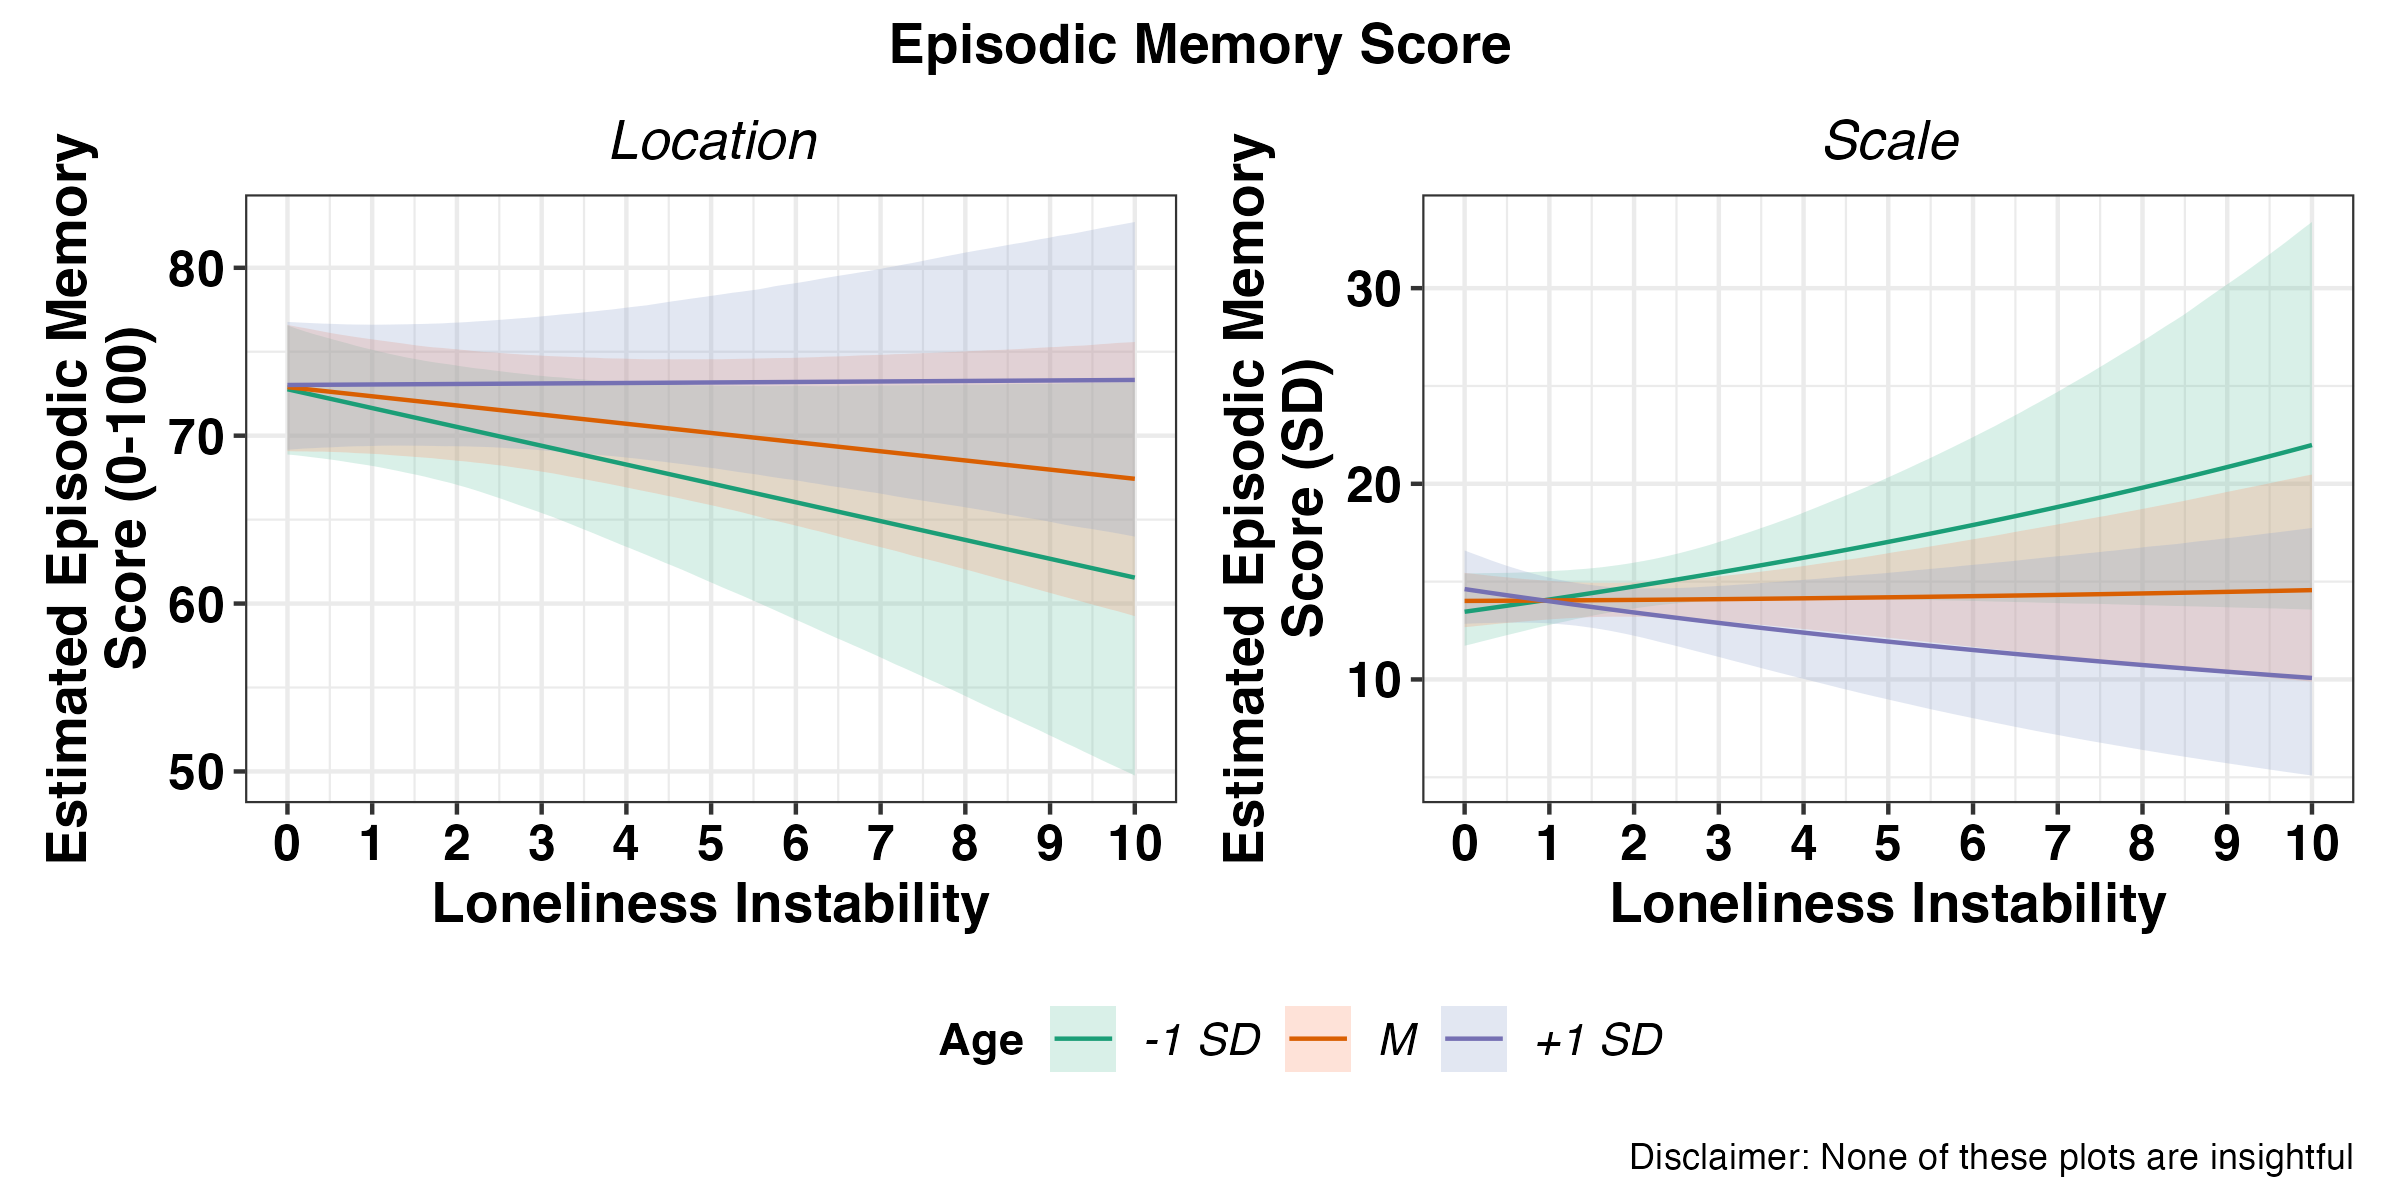 Episodic Memory Score
Location
Estimated Episodic Memory
Score (0-100)
80
70
60
50
0 1 2 3 4 5 6 7 8 9 10
Loneliness Instability
Scale
Estimated Episodic Memory
Score (SD)
30
20
10
0 1 2 3 4 5 6 7 8 9 10
Loneliness Instability
Age -1 SD M +1 SD
Disclaimer: None of these plots are insightful